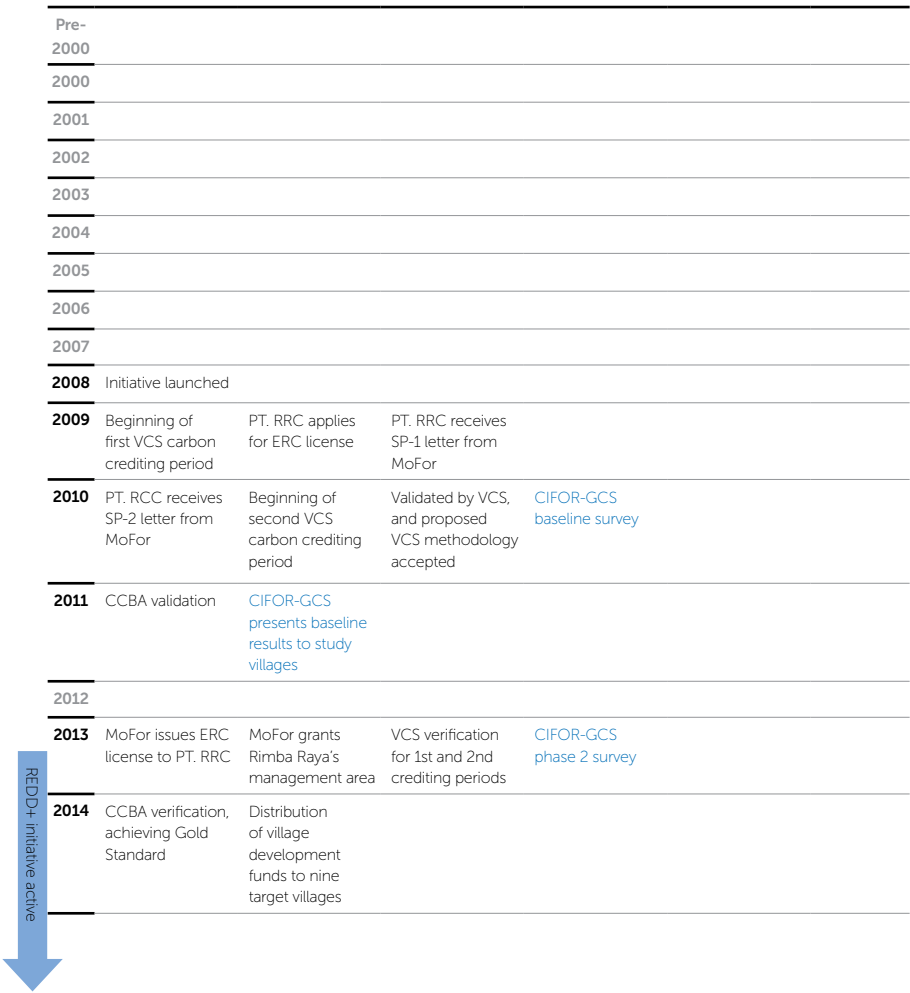 Pre-
2000
2000
2001
2002
2003
2004
2005
2006
2007
2008
Initiative launched
2009
Beginning of
first VCS carbon
crediting period
PT. RRC applies
for ERC license
PT. RRC receives
SP-1 letter from
MoFor
2010
PT. RCC receives
SP-2 letter from
MoFor
Beginning of
second VCS
carbon crediting
period
Validated by VCS,
and proposed
VCS methodology
accepted
CIFOR-GCS
baseline survey
2011
CCBA validation
CIFOR-GCS
presents baseline
results to study
villages
2012
2013
MoFor issues ERC
license to PT. RRC
MoFor grants
Rimba Raya’s
management area
VCS verification
for 1st and 2nd
crediting periods
CIFOR-GCS
phase 2 survey
2014
CCBA verification,
achieving Gold
Standard
Distribution
of village
development
funds to nine
target villages
REDD+ initiative active